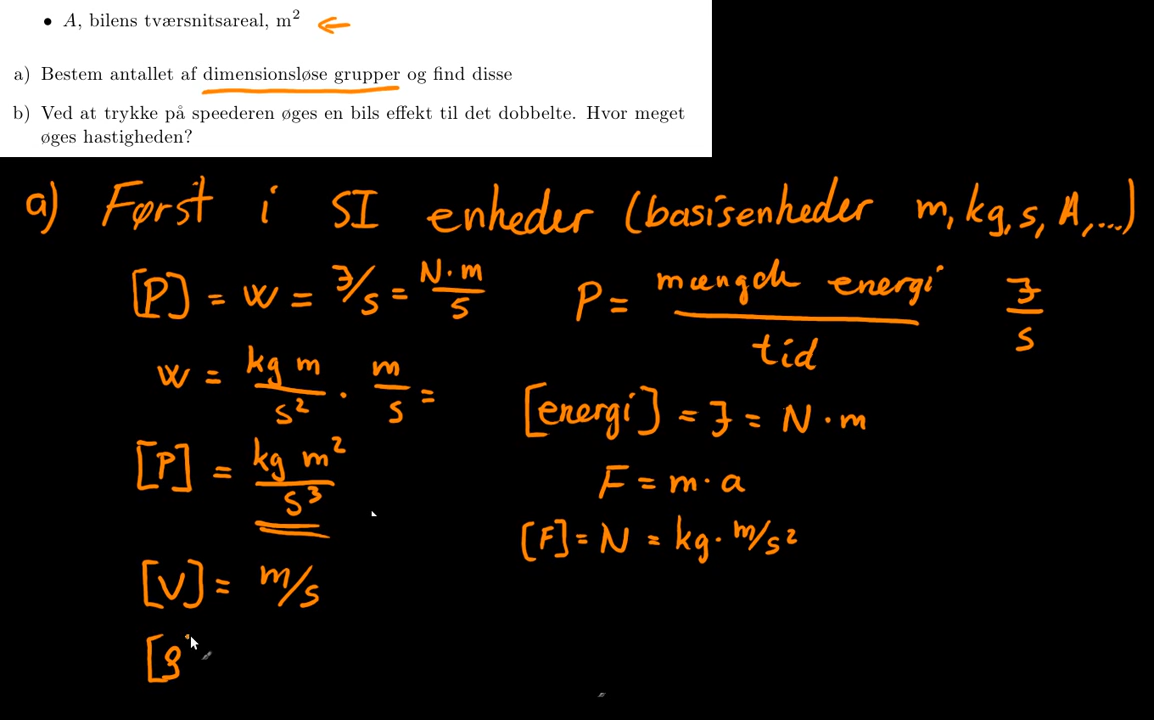 • A, bilens tværsnitsareal, m²
a) Bestem antallet af dimensionsløse grupper og find disse
b) Ved at trykke på speederen øges en bils effekt til det dobbelte. Hvor meget
øges hastigheden?
a) Først i SI enheder (basisenheder m, kg, s, A, ...)
[P] = W = J/s = N·m/s
P = mængde energi / tid J/s
W = kg m/s² · m/s =
[energi] = J = N·m
[P] = kg m²/s³
F = m·a
[F] = N = kg·m/s²
[V] = m/s
[ρ